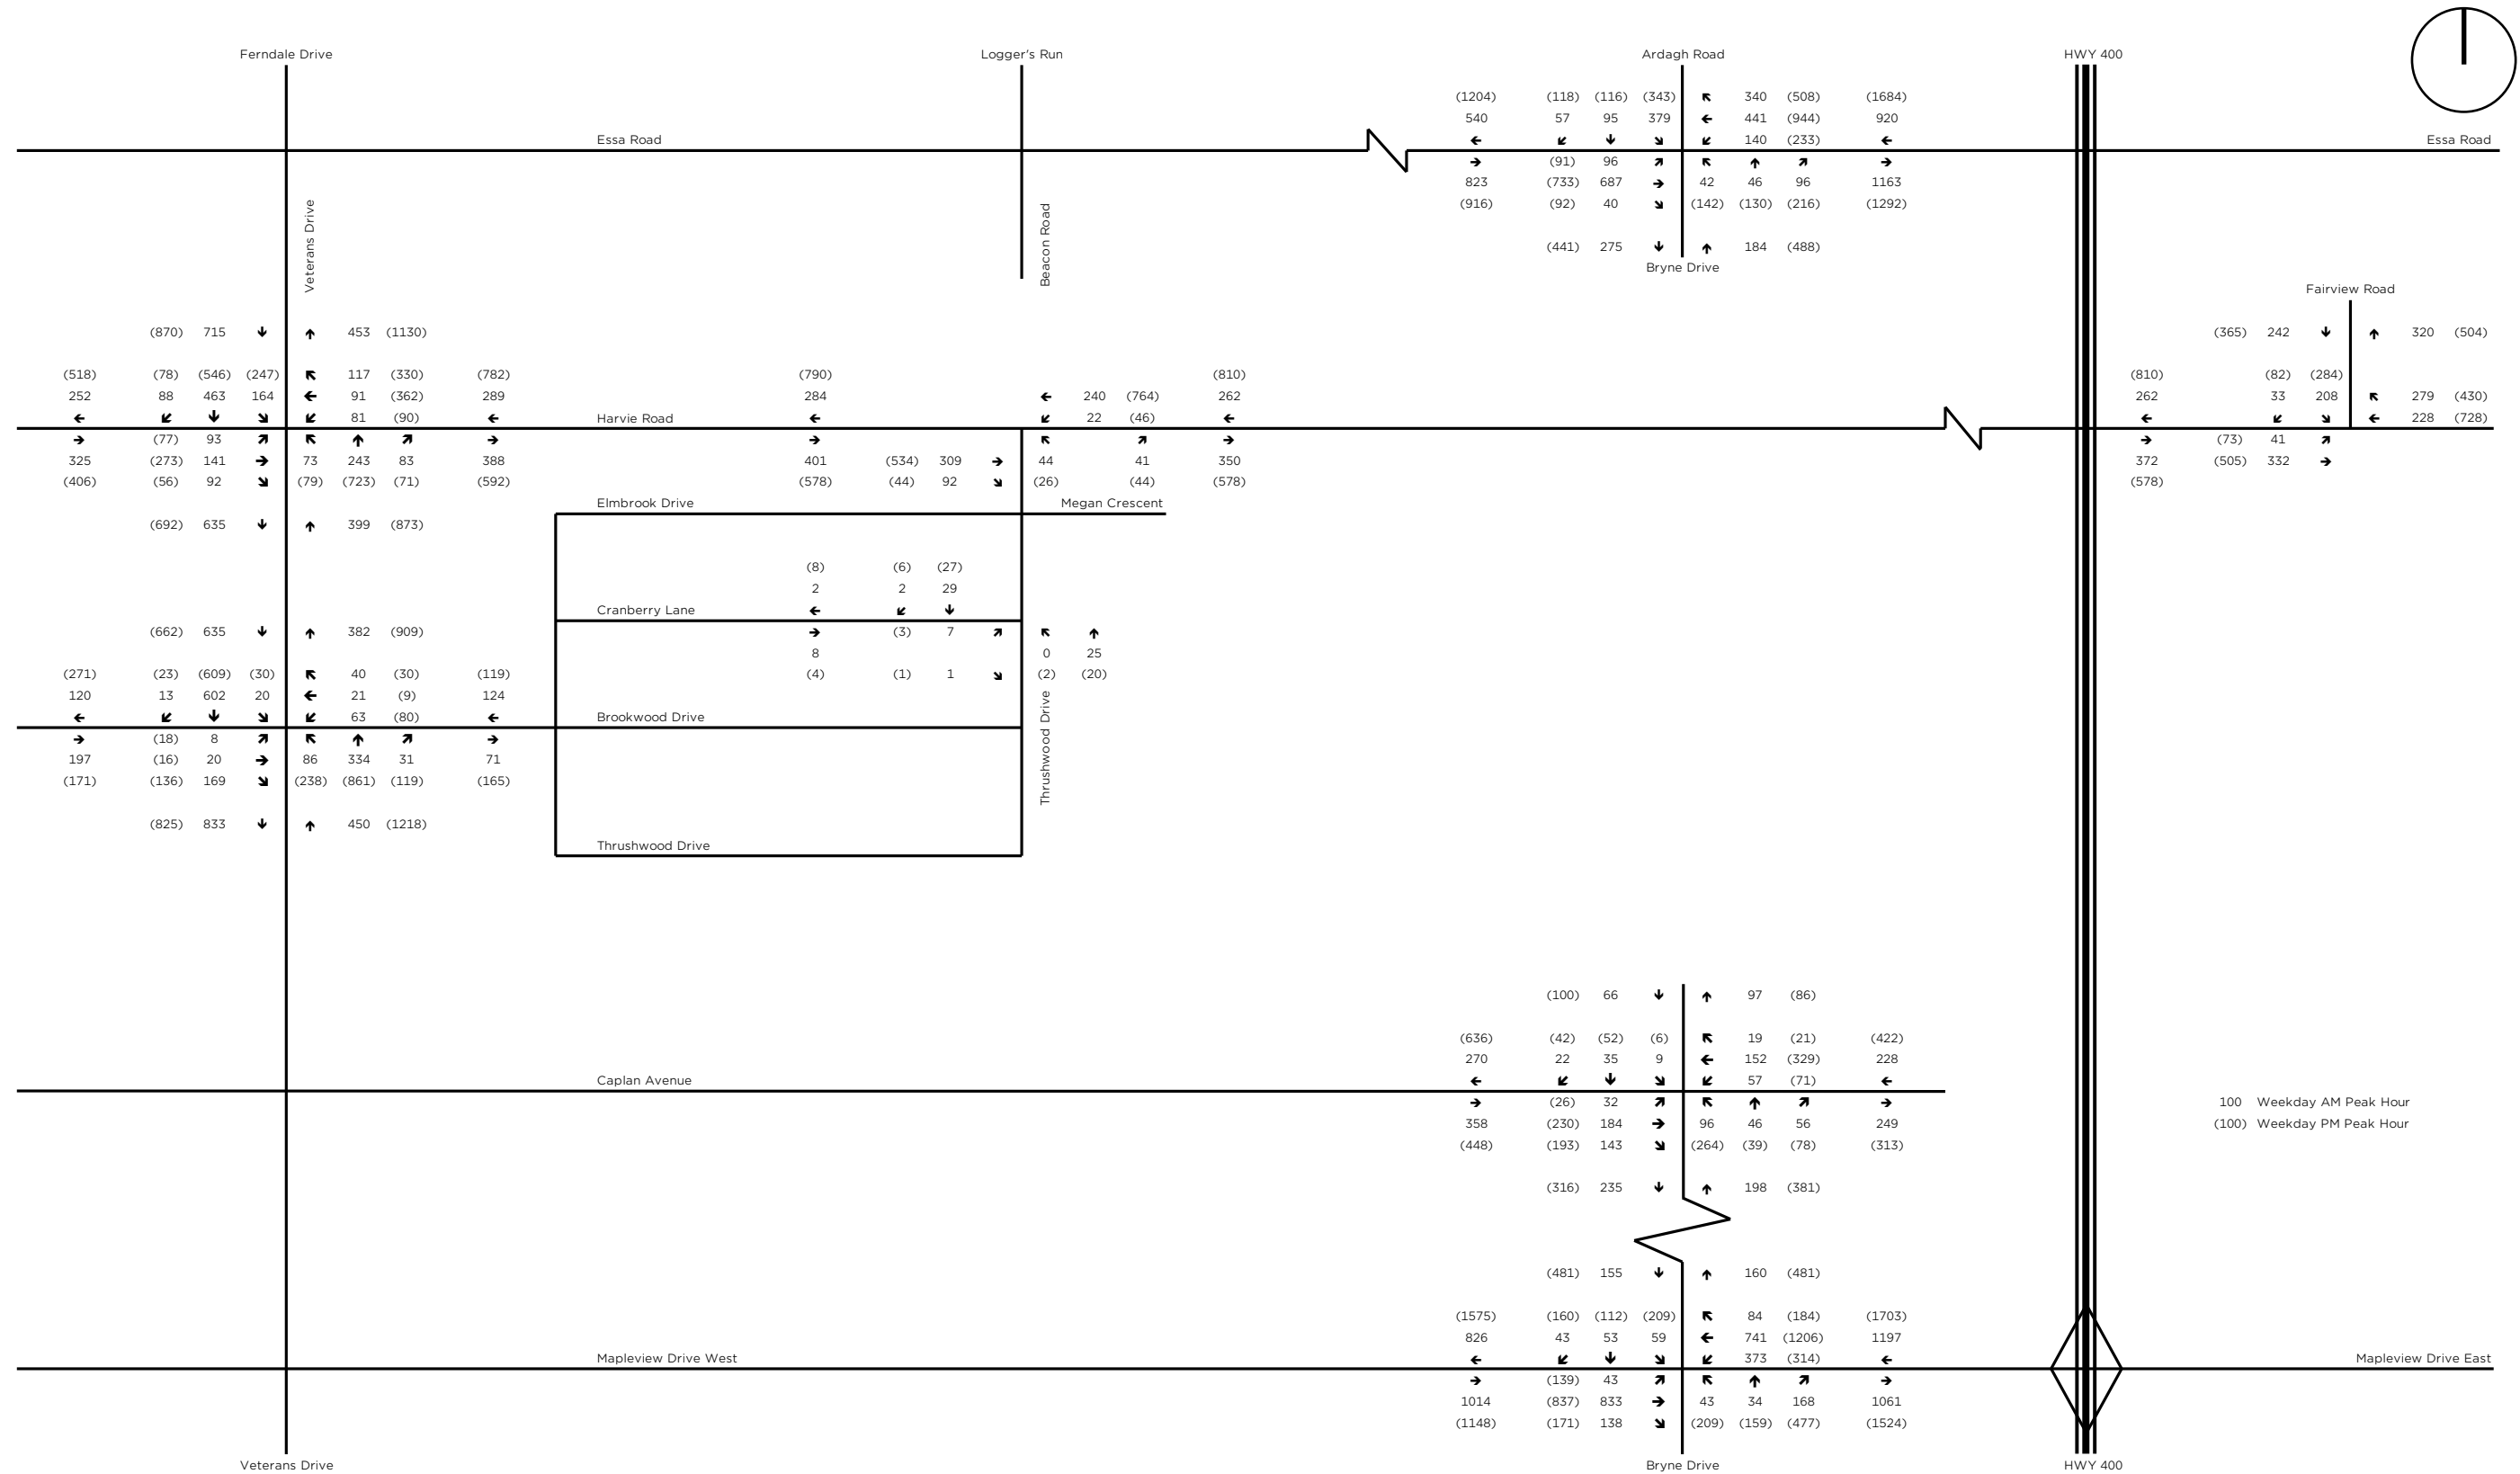 Ferndale Drive Logger's Run Ardagh Road HWY 400
(1204) (118) (116) (343) 340 (508) (1684)
540 57 95 379 441 (944) 920
Essa Road 140 (233) Essa Road
(91) 96
823 (733) 687 42 46 96 1163
(916) (92) 40 (142) (130) (216) (1292)
Veterans Drive
Beacon Road
(441) 275 184 (488)
Bryne Drive
Fairview Road
(870) 715 453 (1130) (365) 242 320 (504)
(518) (78) (546) (247) 117 (330) (782) (790) (810) (810) (82) (284)
252 88 463 164 91 (362) 289 284 240 (764) 262 262 33 208 279 (430)
81 (90) Harvie Road 22 (46) 228 (728)
(77) 93 (73) 41
325 (273) 141 73 243 83 388 401 (534) 309 44 41 350 372 (505) 332
(406) (56) 92 (79) (723) (71) (592) (578) (44) 92 (26) (44) (578) (578)
Elmbrook Drive Megan Crescent
(692) 635 399 (873)
(8) (6) (27)
2 2 29
Cranberry Lane
(662) 635 382 (909) (3) 7
8 0 25
(271) (23) (609) (30) 40 (30) (119) (4) (1) 1 (2) (20)
120 13 602 20 21 (9) 124
63 (80) Brookwood Drive
Thrushwood Drive
(18) 8
197 (16) 20 86 334 31 71
(171) (136) 169 (238) (861) (119) (165)
(825) 833 450 (1218)
Thrushwood Drive
(100) 66 97 (86)
(636) (42) (52) (6) 19 (21) (422)
270 22 35 9 152 (329) 228
Caplan Avenue 57 (71)
(26) 32 100 Weekday AM Peak Hour
358 (230) 184 96 46 56 249 (100) Weekday PM Peak Hour
(448) (193) 143 (264) (39) (78) (313)
(316) 235 198 (381)
(481) 155 160 (481)
(1575) (160) (112) (209) 84 (184) (1703)
826 43 53 59 741 (1206) 1197
Mapleview Drive West 373 (314) Mapleview Drive East
(139) 43
1014 (837) 833 43 34 168 1061
(1148) (171) 138 (209) (159) (477) (1524)
Veterans Drive Bryne Drive HWY 400